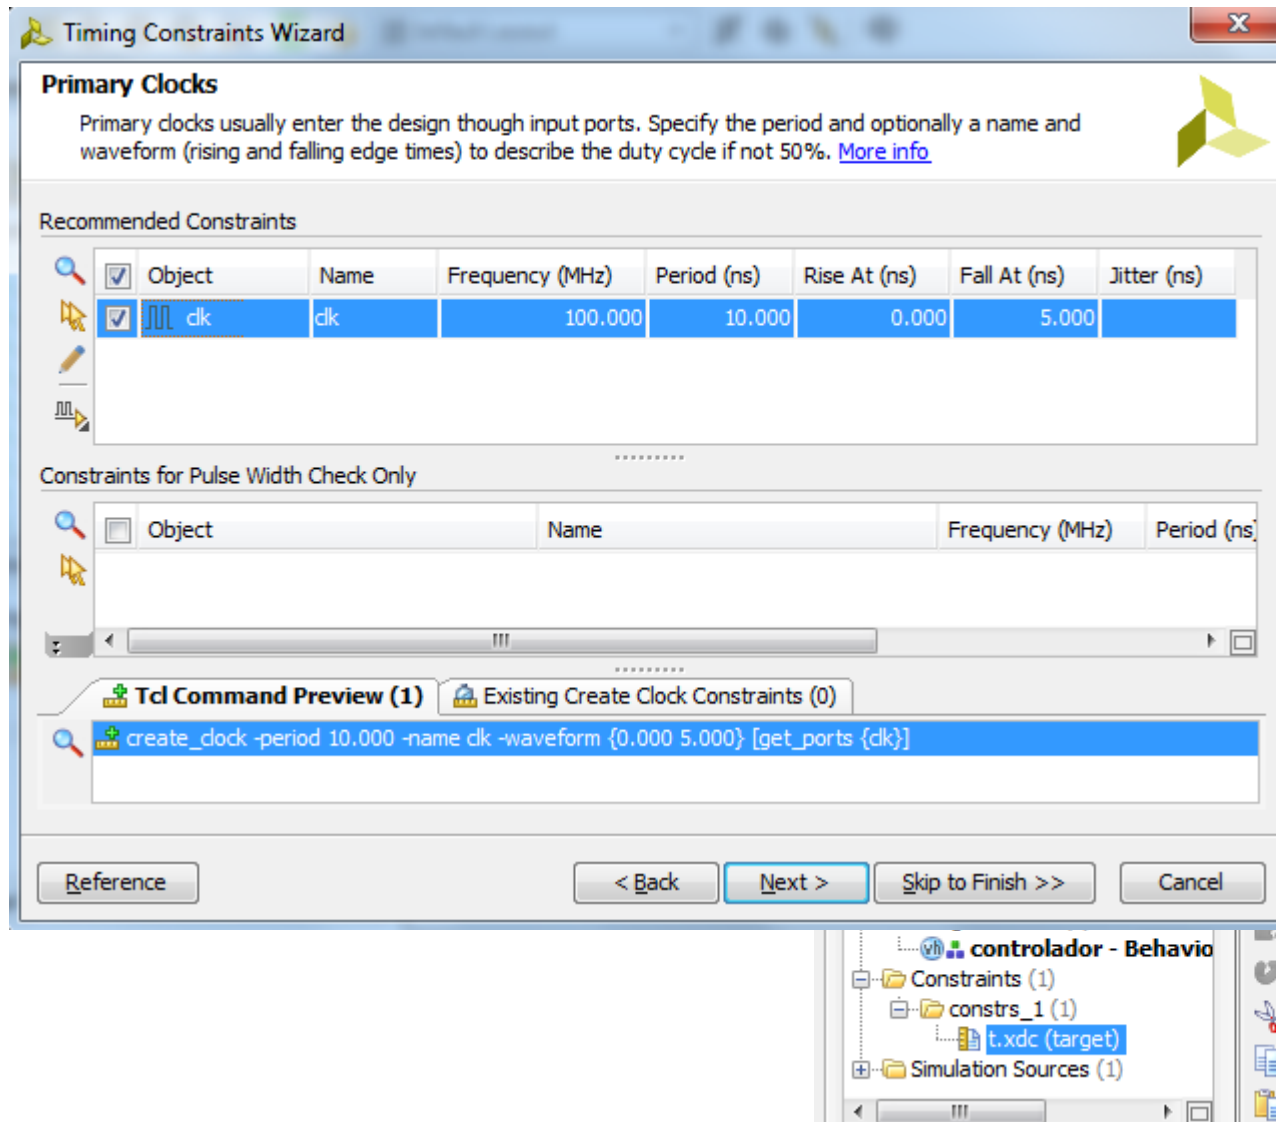 Timing Constraints Wizard
Primary Clocks
Primary clocks usually enter the design though input ports. Specify the period and optionally a name and
waveform (rising and falling edge times) to describe the duty cycle if not 50%. More info
Recommended Constraints
Object Name Frequency (MHz) Period (ns) Rise At (ns) Fall At (ns) Jitter (ns)
clk clk 100.000 10.000 0.000 5.000
Constraints for Pulse Width Check Only
Object Name Frequency (MHz) Period (ns)
Tcl Command Preview (1) Existing Create Clock Constraints (0)
create_clock -period 10.000 -name clk -waveform {0.000 5.000} [get_ports {clk}]
Reference < Back Next > Skip to Finish >> Cancel
controlador - Behavio
Constraints (1)
constrs_1 (1)
t.xdc (target)
Simulation Sources (1)